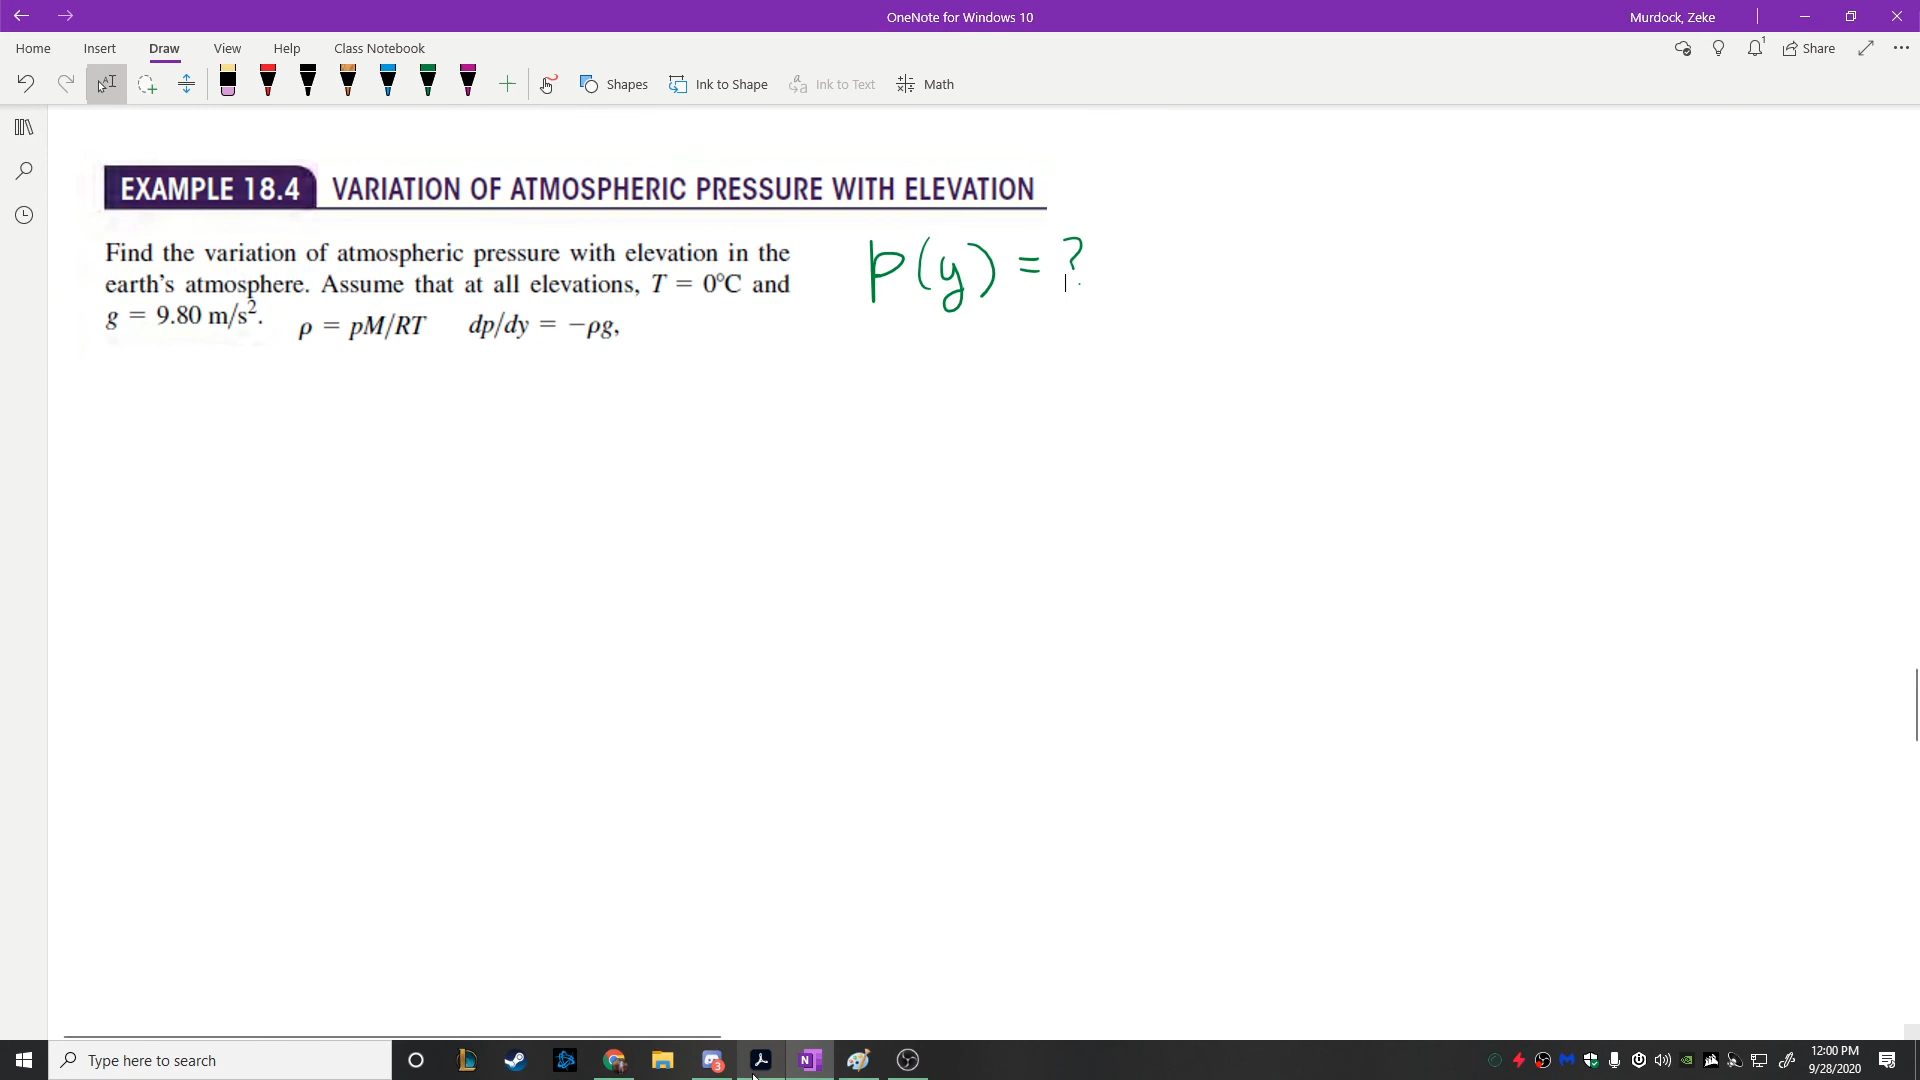 OneNote for Windows 10
Murdock, Zeke
Home Insert Draw View Help Class Notebook
1 Share
Shapes Ink to Shape Ink to Text Math
EXAMPLE 18.4 VARIATION OF ATMOSPHERIC PRESSURE WITH ELEVATION
Find the variation of atmospheric pressure with elevation in the
earth's atmosphere. Assume that at all elevations, T = 0°C and
g = 9.80 m/s².
ρ = pM/RT dp/dy = −ρg,
p(y) = ?
Type here to search
3
N
12:00 PM
9/28/2020